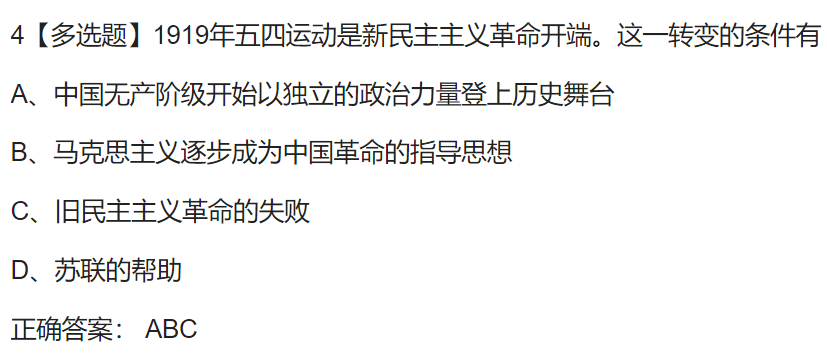 4【多选题】1919年五四运动是新民主主义革命开端。这一转变的条件有
A、中国无产阶级开始以独立的政治力量登上历史舞台
B、马克思主义逐步成为中国革命的指导思想
C、旧民主主义革命的失败
D、苏联的帮助
正确答案： ABC